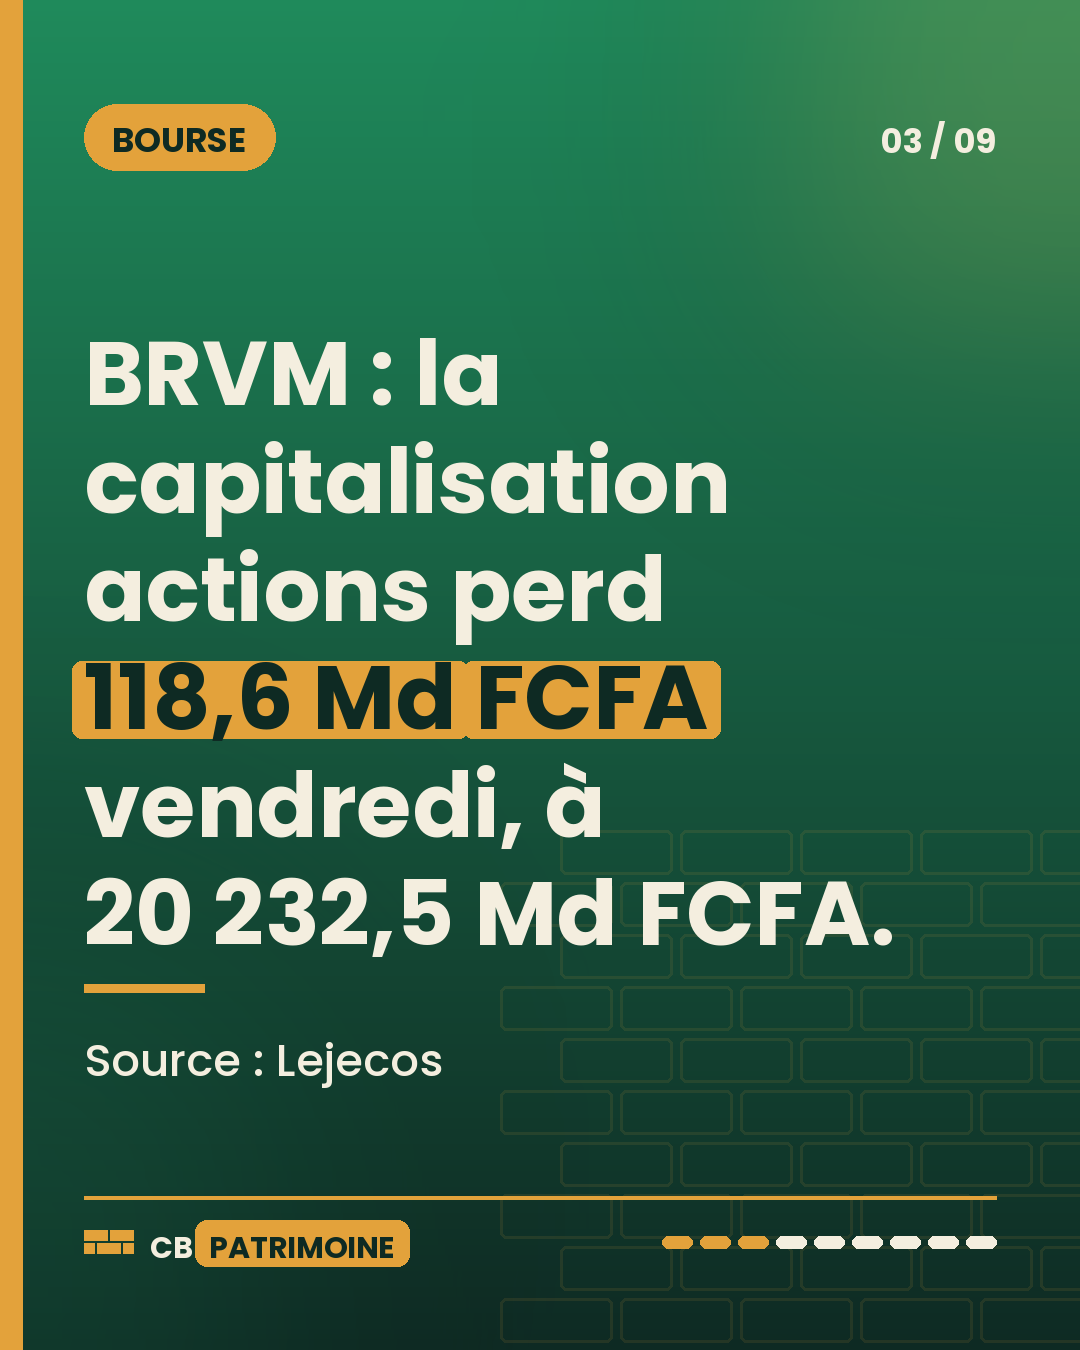 BOURSE
03 / 09
BRVM : la
capitalisation
actions perd
118,6 Md FCFA
vendredi, à
20 232,5 Md FCFA.
Source : Lejecos
CB PATRIMOINE